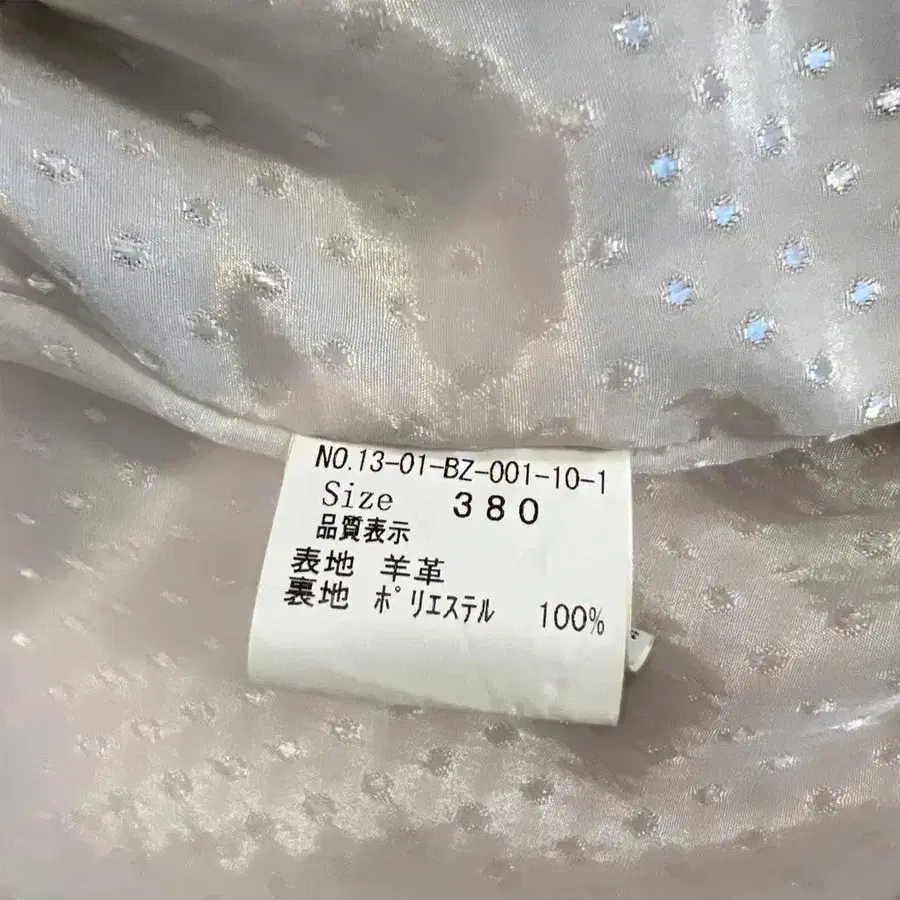 NO.13-01-BZ-001-10-1
Size 380
品質表示
表地 羊革
裏地 ﾎﾟﾘｴｽﾃﾙ 100%